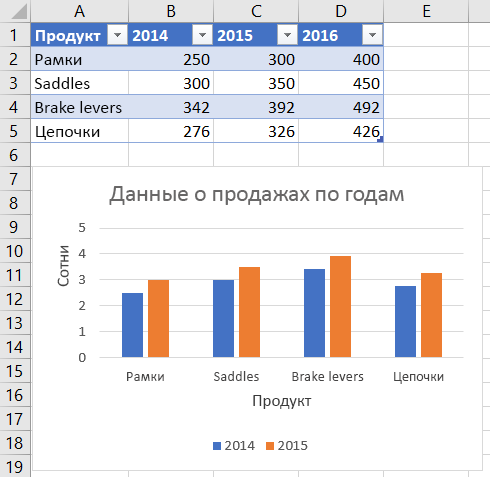 A B C D E
1 Продукт 2014 2015 2016
2 Рамки 250 300 400
3 Saddles 300 350 450
4 Brake levers 342 392 492
5 Цепочки 276 326 426
6
7
8 Данные о продажах по годам
9 5
10 4
11 Сотни 3
12 2
13 1
14 0
15 Рамки Saddles Brake levers Цепочки
16 Продукт
17
18 2014 2015
19